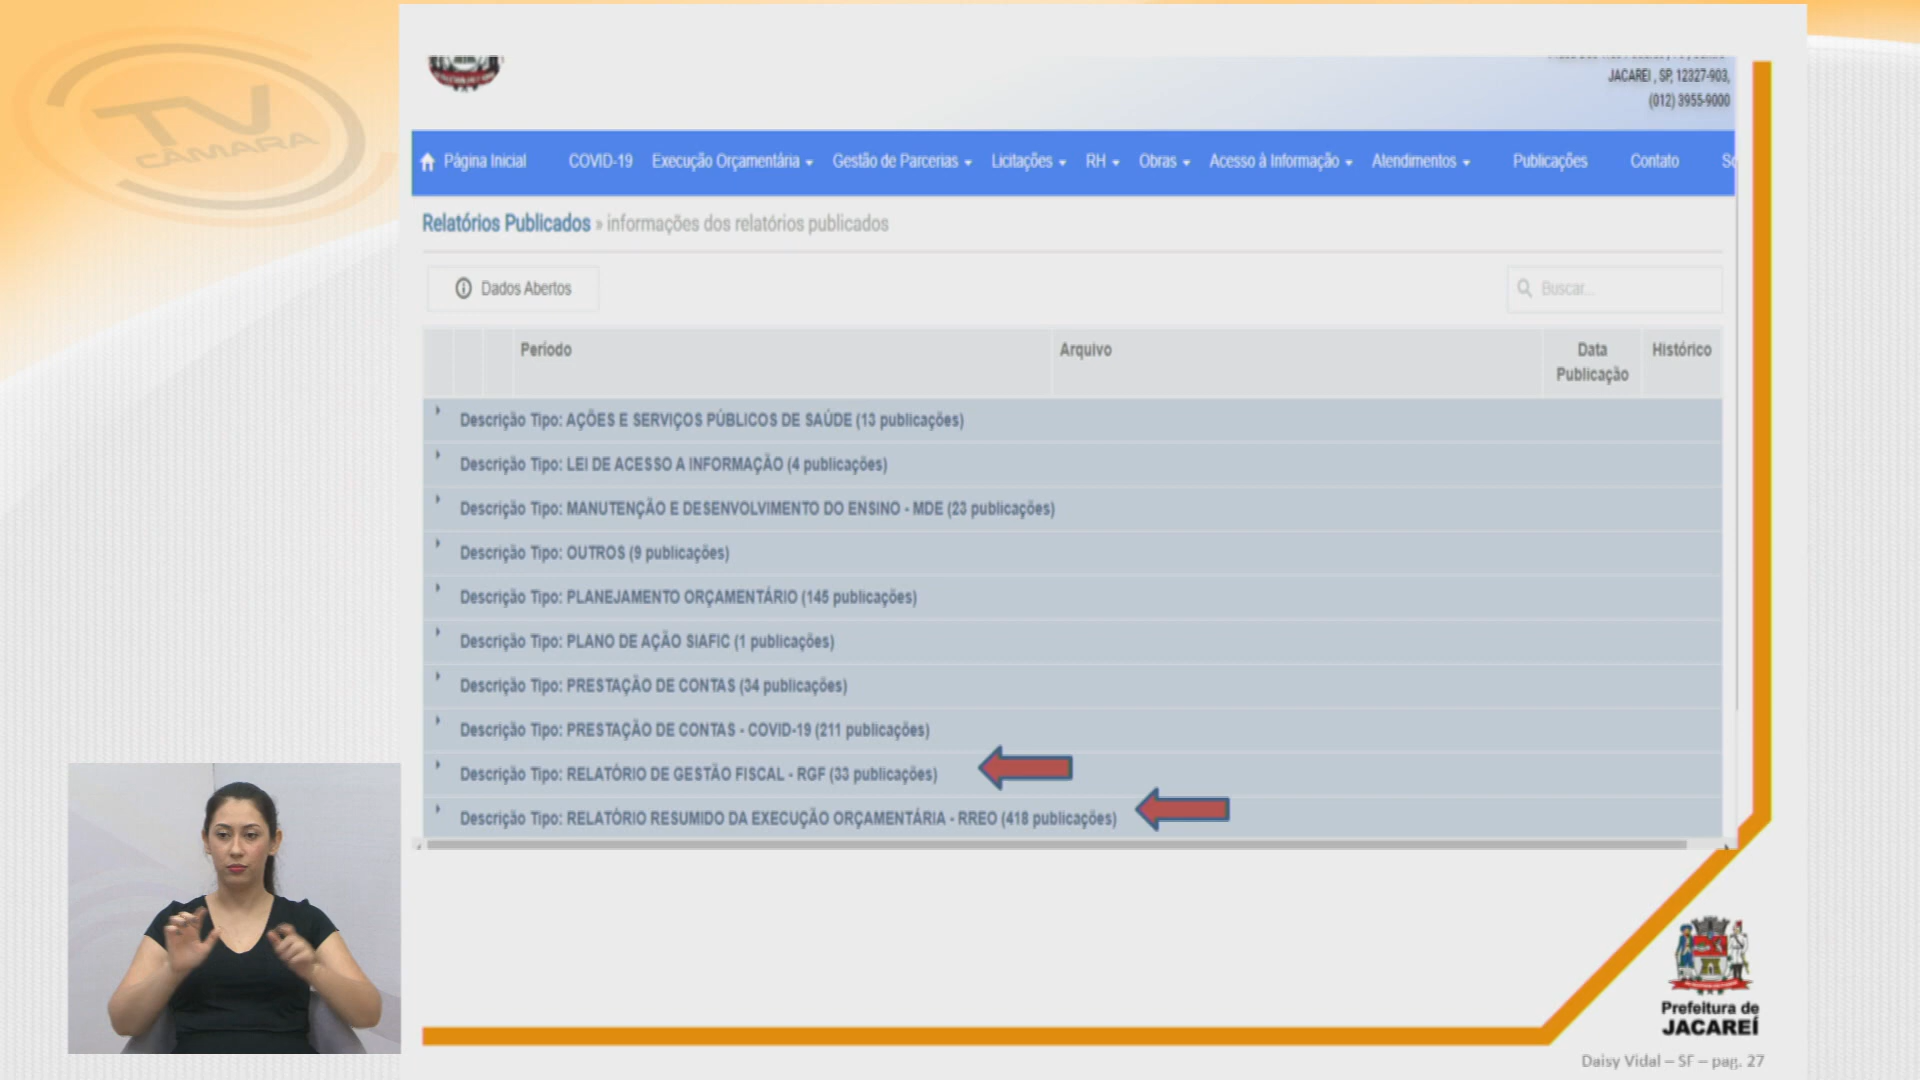 TV
CÂMARA
JACAREI , SP, 12327-903,
(012) 3955-9000
Página Inicial COVID-19 Execução Orçamentária Gestão de Parcerias Licitações RH Obras Acesso à Informação Atendimentos Publicações Contato
Relatórios Publicados » informações dos relatórios publicados
Dados Abertos
Buscar...
Período Arquivo Data Publicação Histórico
Descrição Tipo: AÇÕES E SERVIÇOS PÚBLICOS DE SAÚDE (13 publicações)
Descrição Tipo: LEI DE ACESSO A INFORMAÇÃO (4 publicações)
Descrição Tipo: MANUTENÇÃO E DESENVOLVIMENTO DO ENSINO - MDE (23 publicações)
Descrição Tipo: OUTROS (9 publicações)
Descrição Tipo: PLANEJAMENTO ORÇAMENTÁRIO (145 publicações)
Descrição Tipo: PLANO DE AÇÃO SIAFIC (1 publicações)
Descrição Tipo: PRESTAÇÃO DE CONTAS (34 publicações)
Descrição Tipo: PRESTAÇÃO DE CONTAS - COVID-19 (211 publicações)
Descrição Tipo: RELATÓRIO DE GESTÃO FISCAL - RGF (33 publicações)
Descrição Tipo: RELATÓRIO RESUMIDO DA EXECUÇÃO ORÇAMENTÁRIA - RREO (418 publicações)
Prefeitura de
JACAREÍ
Daisy Vidal – SF – pag. 27